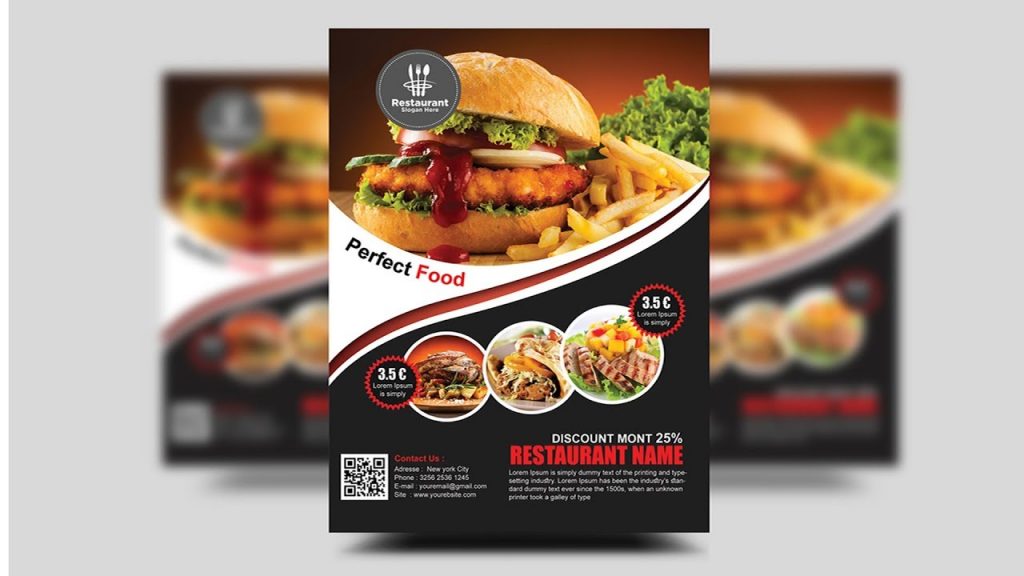 Restaurant
Slogan Here
Perfect Food
3.5 €
Lorem Ipsum
is simply
3.5 €
Lorem Ipsum
is simply
DISCOUNT MONT 25%
RESTAURANT NAME
Lorem Ipsum is simply dummy text of the printing and type-
setting industry. Lorem Ipsum has been the industry's stan-
dard dummy text ever since the 1500s, when an unknown
printer took a galley of type
Contact Us :
Adresse : New york City
Phone : 3256 2536 1245
E-mail : youremail@gmail.com
Site : www.yourebsite.com